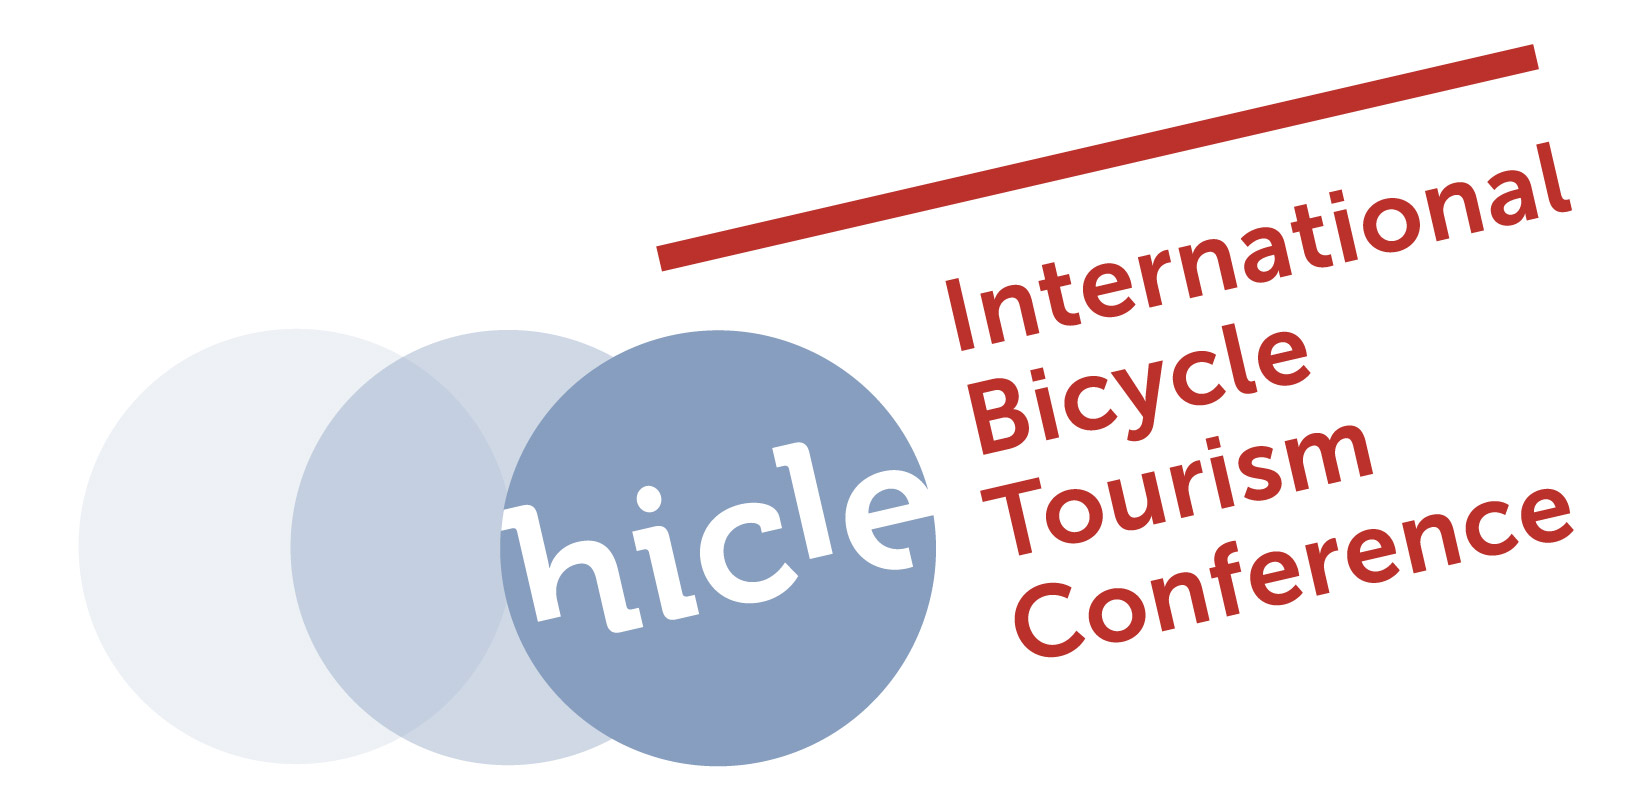 hicle
International
Bicycle
Tourism
Conference